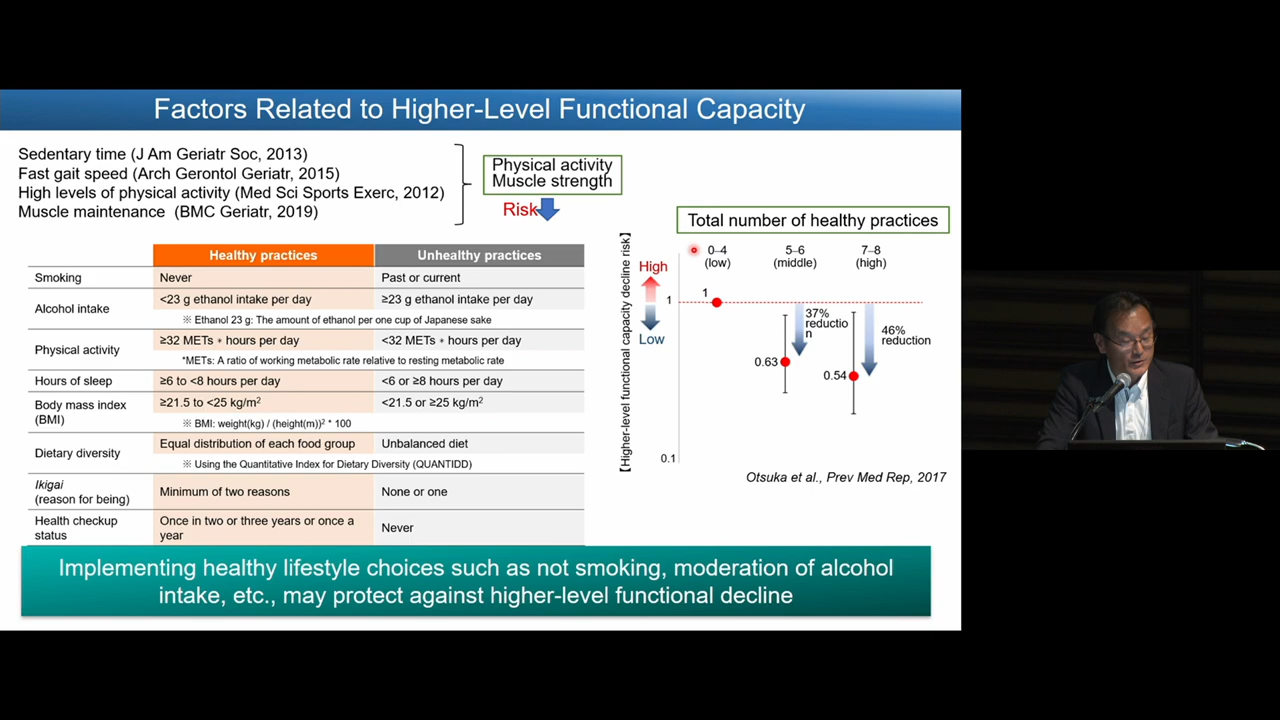 Factors Related to Higher-Level Functional Capacity
Sedentary time (J Am Geriatr Soc, 2013)
Fast gait speed (Arch Gerontol Geriatr, 2015)
High levels of physical activity (Med Sci Sports Exerc, 2012)
Muscle maintenance (BMC Geriatr, 2019)
Physical activity
Muscle strength
Risk
Healthy practices
Unhealthy practices
Smoking
Never
Past or current
Alcohol intake
<23 g ethanol intake per day
≥23 g ethanol intake per day
※ Ethanol 23 g: The amount of ethanol per one cup of Japanese sake
Physical activity
≥32 METs * hours per day
<32 METs * hours per day
*METs: A ratio of working metabolic rate relative to resting metabolic rate
Hours of sleep
≥6 to <8 hours per day
<6 or ≥8 hours per day
Body mass index
(BMI)
≥21.5 to <25 kg/m²
<21.5 or ≥25 kg/m²
※ BMI: weight(kg) / (height(m))² * 100
Dietary diversity
Equal distribution of each food group
Unbalanced diet
※ Using the Quantitative Index for Dietary Diversity (QUANTIDD)
Ikigai
(reason for being)
Minimum of two reasons
None or one
Health checkup
status
Once in two or three years or once a
year
Never
Total number of healthy practices
【Higher-level functional capacity decline risk】
High
Low
0–4
(low)
5–6
(middle)
7–8
(high)
1
1
0.1
0.63
37%
reductio
n
0.54
46%
reduction
Otsuka et al., Prev Med Rep, 2017
Implementing healthy lifestyle choices such as not smoking, moderation of alcohol
intake, etc., may protect against higher-level functional decline